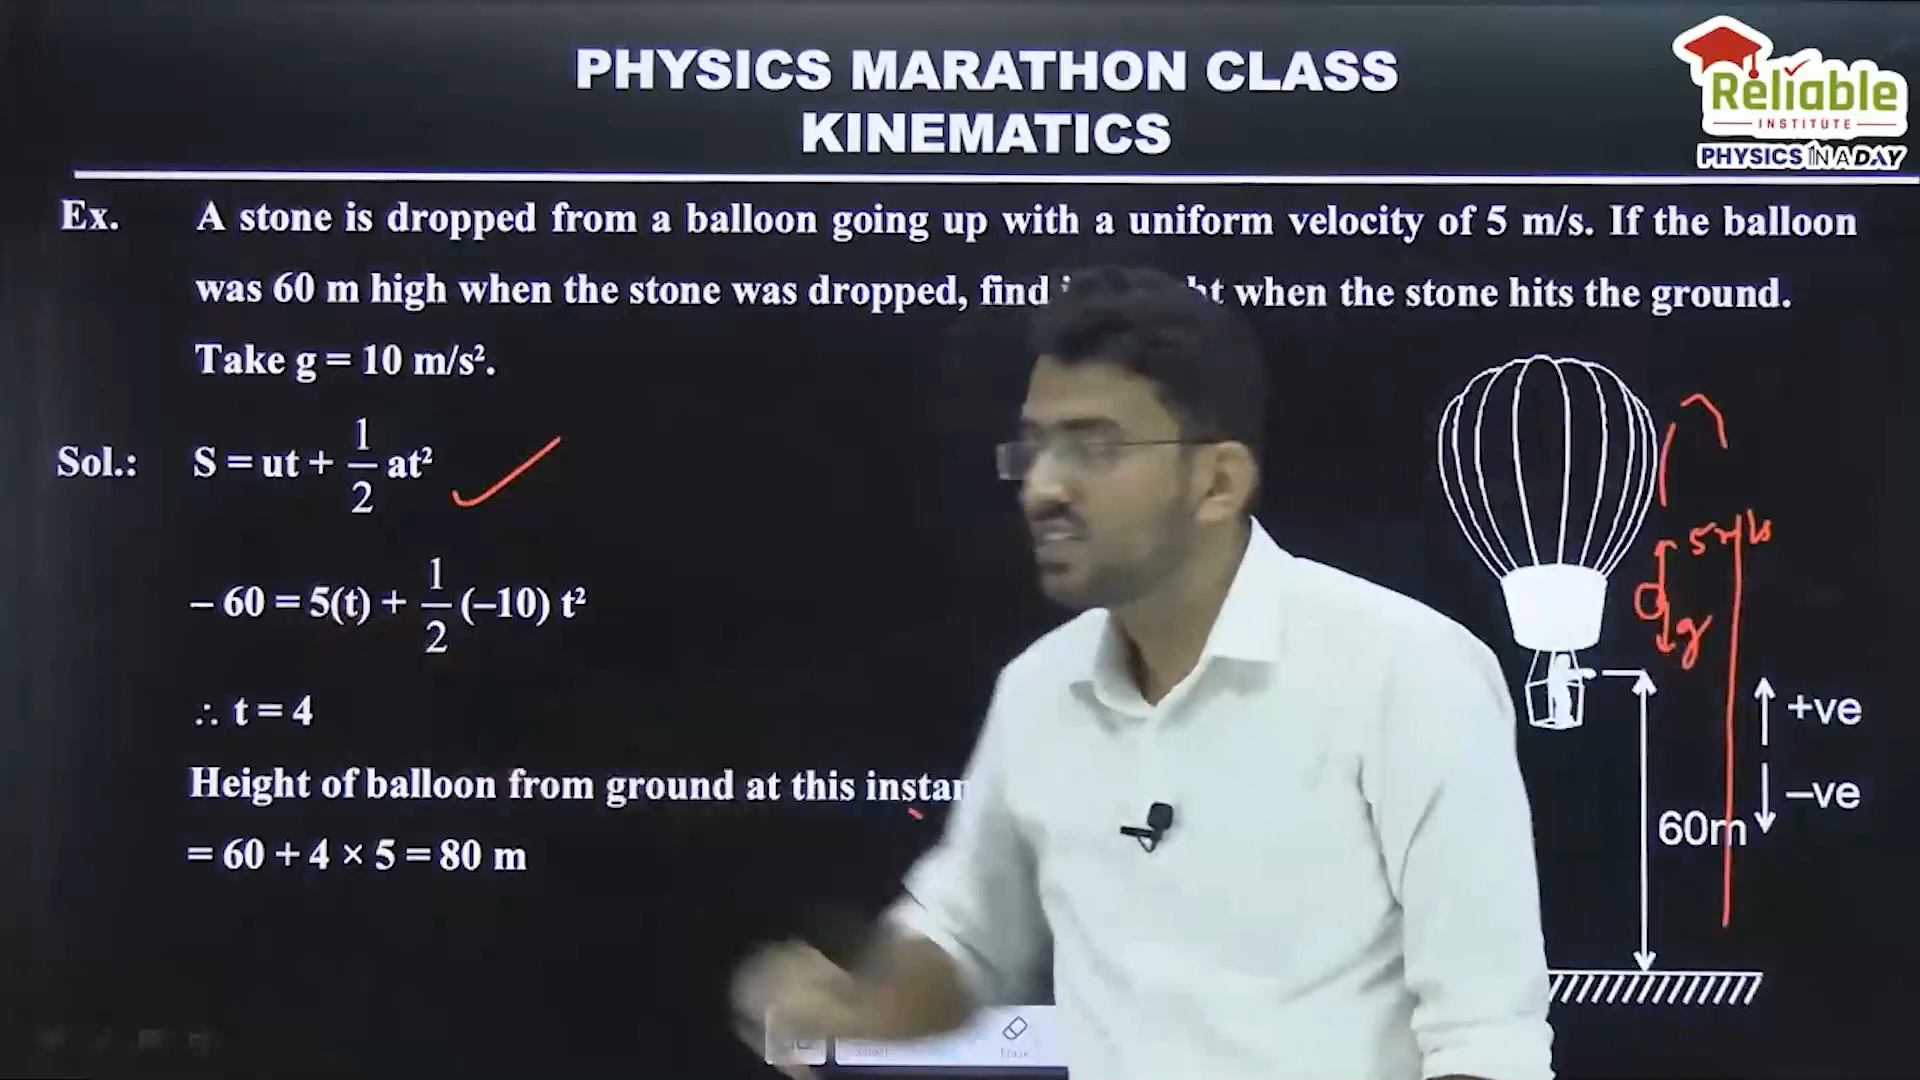 PHYSICS MARATHON CLASS
KINEMATICS
Reliable
INSTITUTE
PHYSICS IN A DAY
Ex. A stone is dropped from a balloon going up with a uniform velocity of 5 m/s. If the balloon
was 60 m high when the stone was dropped, find when the stone hits the ground.
Take g = 10 m/s².
Sol.: S = ut + 1/2 at²
– 60 = 5(t) + 1/2 (–10) t²
∴ t = 4
Height of balloon from ground at this
= 60 + 4 × 5 = 80 m
5 m/s
g
+ve
–ve
60m
Erase